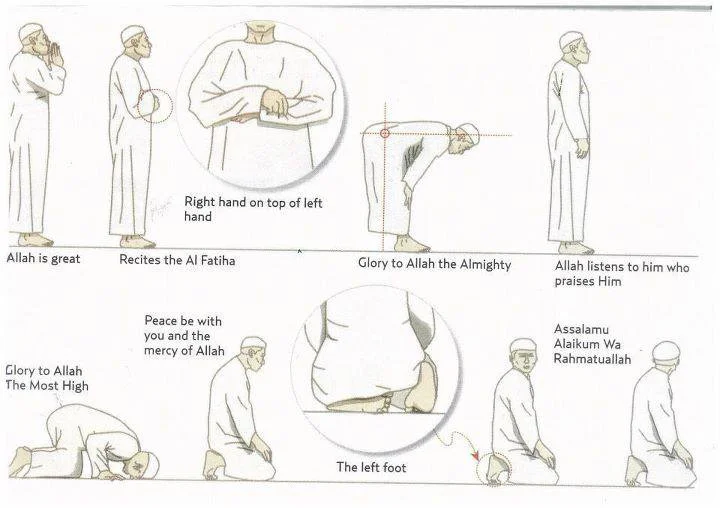 Right hand on top of left
hand
Allah is great
Recites the Al Fatiha
Glory to Allah the Almighty
Allah listens to him who
praises Him
Glory to Allah
The Most High
Peace be with
you and the
mercy of Allah
The left foot
Assalamu
Alaikum Wa
Rahmatuallah